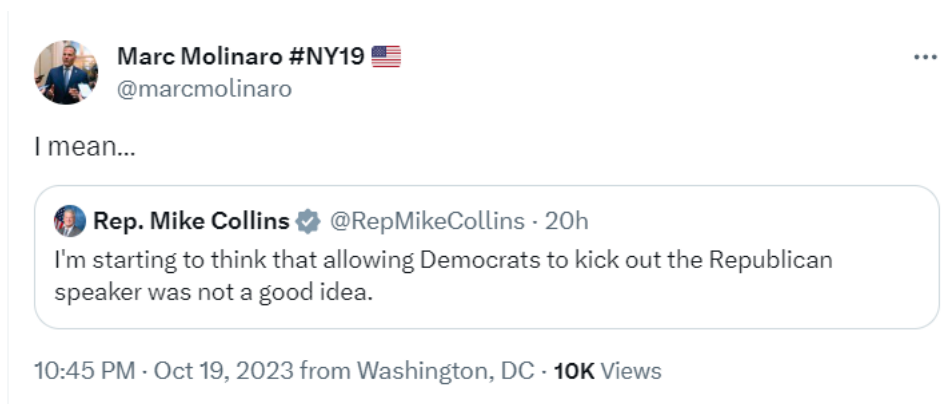 Marc Molinaro #NY19 🇺🇸
@marcmolinaro
I mean...
Rep. Mike Collins @RepMikeCollins · 20h
I'm starting to think that allowing Democrats to kick out the Republican
speaker was not a good idea.
10:45 PM · Oct 19, 2023 from Washington, DC · 10K Views